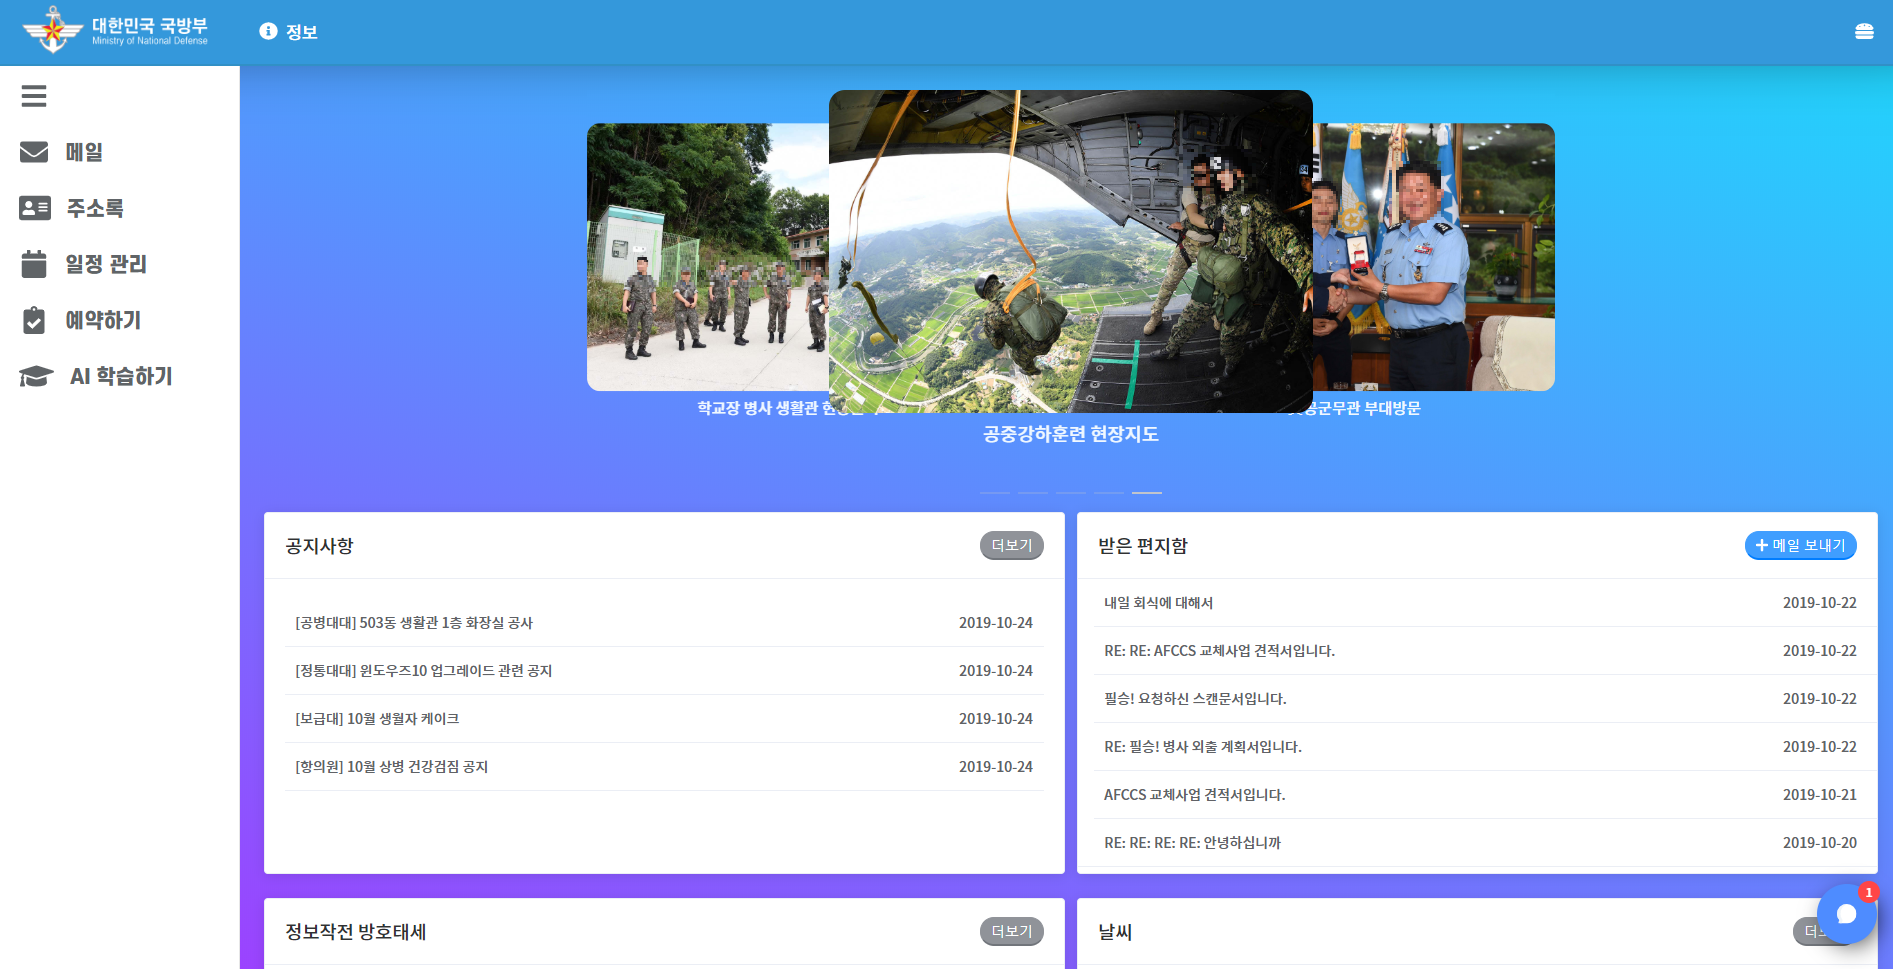 대한민국 국방부
Ministry of National Defense
정보
메일
주소록
일정 관리
예약하기
AI 학습하기
학교장 병사 생활관
공군무관 부대방문
공중강하훈련 현장지도
공지사항
더보기
[공병대대] 503동 생활관 1층 화장실 공사
2019-10-24
[정통대대] 윈도우즈10 업그레이드 관련 공지
2019-10-24
[보급대] 10월 생월자 케이크
2019-10-24
[항의원] 10월 상병 건강검짐 공지
2019-10-24
받은 편지함
메일 보내기
내일 회식에 대해서
2019-10-22
RE: RE: AFCCS 교체사업 견적서입니다.
2019-10-22
필승! 요청하신 스캔문서입니다.
2019-10-22
RE: 필승! 병사 외출 계획서입니다.
2019-10-22
AFCCS 교체사업 견적서입니다.
2019-10-21
RE: RE: RE: RE: 안녕하십니까
2019-10-20
정보작전 방호태세
더보기
날씨
1